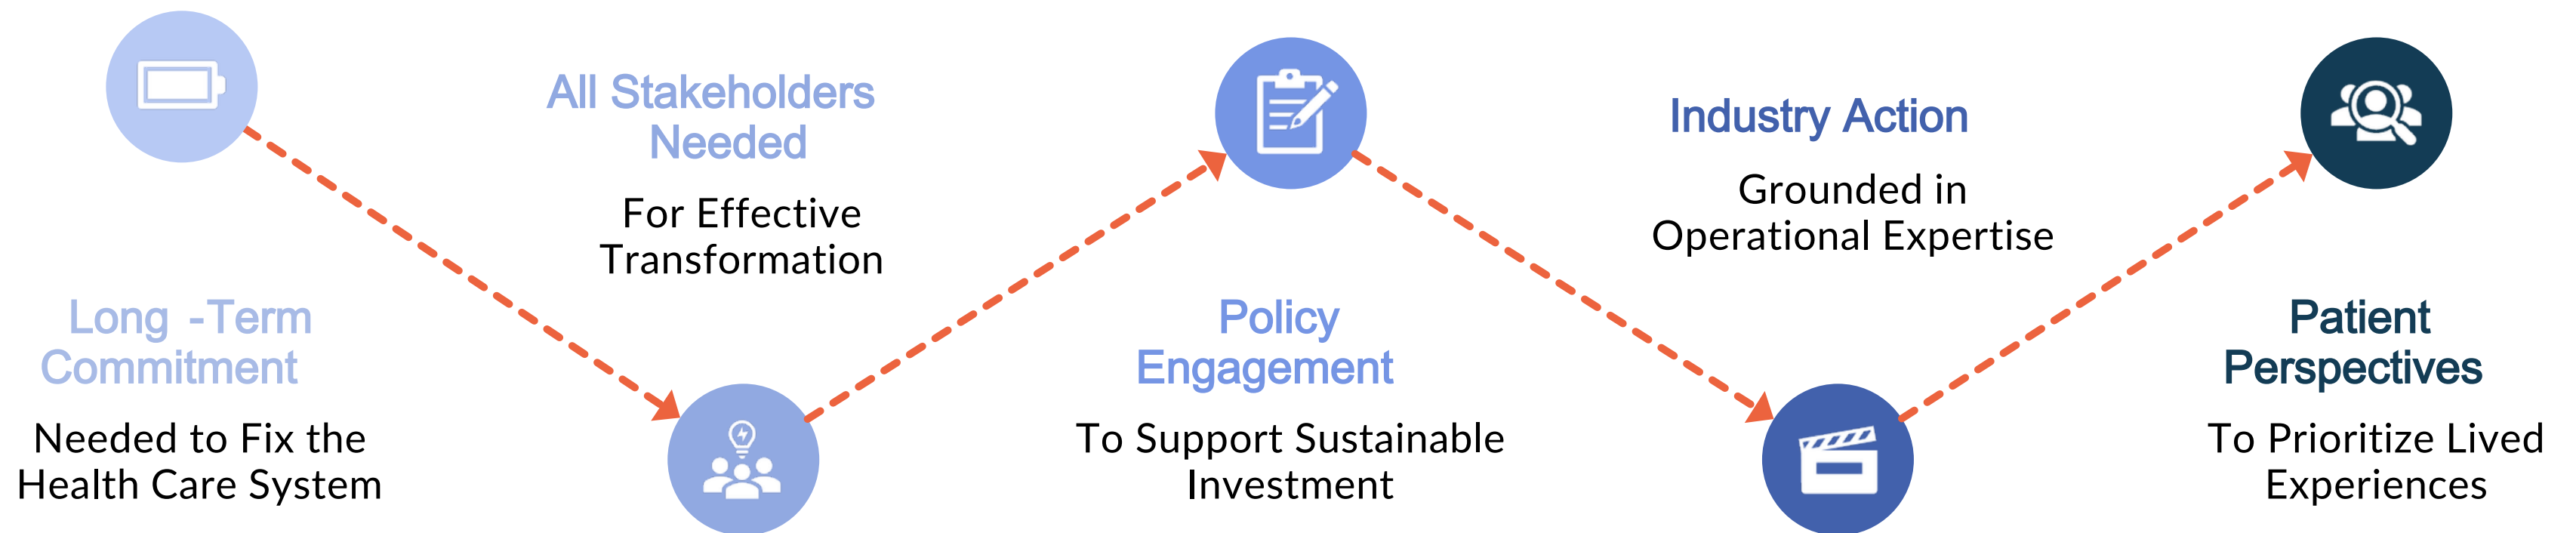 Long -Term
Commitment
Needed to Fix the
Health Care System
All Stakeholders
Needed
For Effective
Transformation
Policy
Engagement
To Support Sustainable
Investment
Industry Action
Grounded in
Operational Expertise
Patient
Perspectives
To Prioritize Lived
Experiences